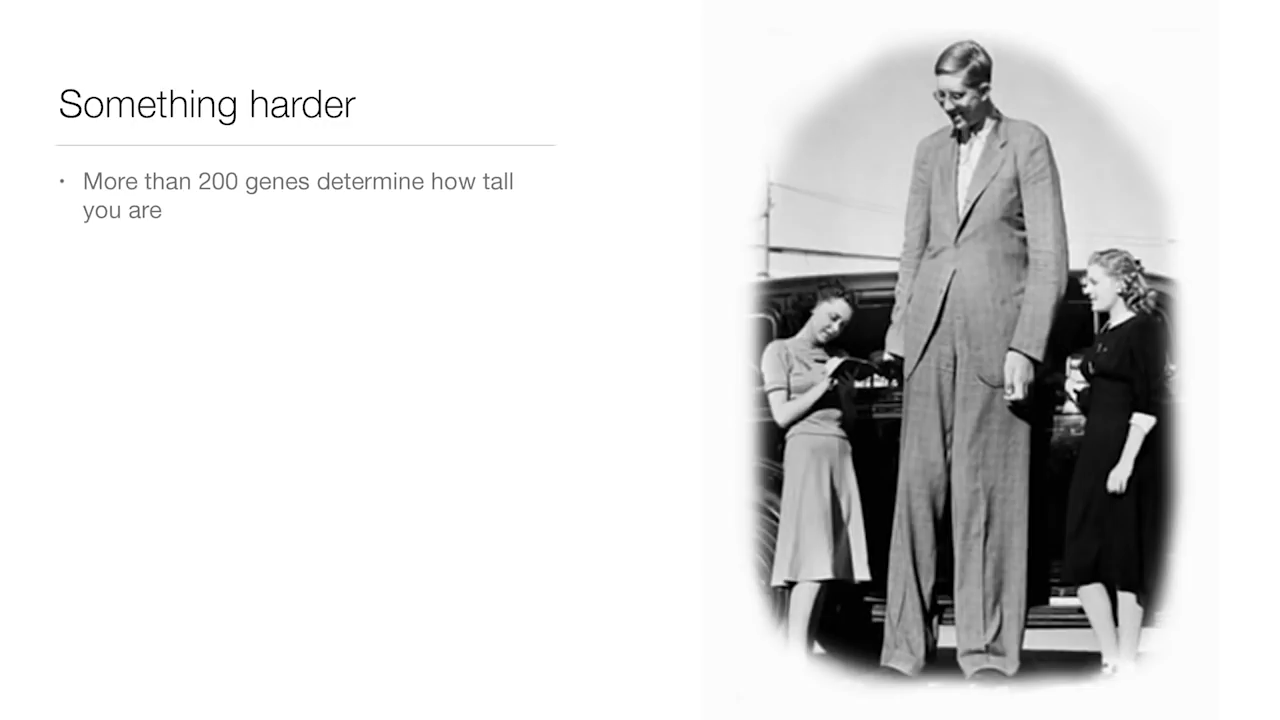 Something harder
• More than 200 genes determine how tall
you are